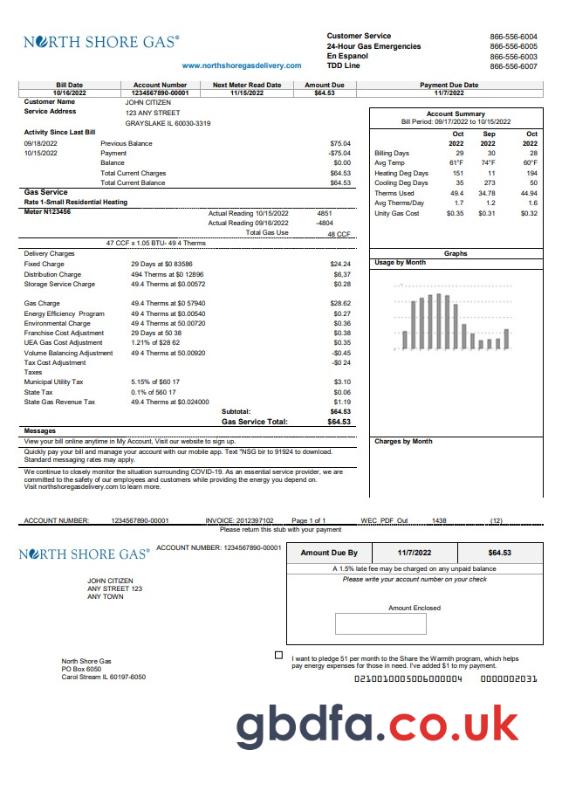 NORTH SHORE GAS®
www.northshoregasdelivery.com
Customer Service 866-556-6004
24-Hour Gas Emergencies 866-556-6005
En Espanol 866-556-6003
TDD Line 866-556-6007
Bill Date Account Number Next Meter Read Date Amount Due Payment Due Date
10/16/2022 1234567890-00001 11/15/2022 $64.53 11/7/2022
Customer Name JOHN CITIZEN
Service Address 123 ANY STREET
GRAYSLAKE IL 60030-3319
Activity Since Last Bill
09/18/2022 Previous Balance $75.04
10/15/2022 Payment -$75.04
Balance $0.00
Total Current Charges $64.53
Total Current Balance $64.53
Gas Service
Rate 1-Small Residential Heating
Meter N123456 Actual Reading 10/15/2022 4851
Actual Reading 09/16/2022 -4804
Total Gas Use 48 CCF
47 CCF x 1.05 BTU- 49 4 Therms
Delivery Charges
Fixed Charge 29 Days at $0 83586 $24.24
Distribution Charge 494 Therms at $0 12896 $6,37
Storage Service Charge 49.4 Therms at $0.00572 $0.28
Gas Charge 49.4 Therms at $0 57940 $28.62
Energy Efficiency Program 49.4 Therms at $0.00540 $0.27
Environmental Charge 49.4 Therms at $0.00720 $0.36
Franchise Cost Adjustment 29 Days at 50 38 $0.38
UEA Gas Cost Adjustment 1.21% of $28 62 $0.35
Volume Balancing Adjustment 49 4 Therms at 50.00920 -$0.45
Tax Cost Adjustment -$0 24
Taxes
Municipal Utility Tax 5.15% of $60 17 $3.10
State Tax 0.1% of 560 17 $0.06
State Gas Revenue Tax 49.4 Therms at $0.024000 $1.19
Subtotal: $64.53
Gas Service Total: $64.53
Messages
View your bill online anytime in My Account, Visit our website to sign up.
Quickly pay your bill and manage your account with our mobile app. Text "NSG bir to 91924 to download.
Standard messaging rates may apply.
We continue to closely monitor the situation surrounding COVID-19. As an essential service provider, we are
committed to the safety of our employees and customers while providing the energy you depend on.
Visit northshoregasdelivery.com to learn more.
Account Summary
Bill Period: 09/17/2022 to 10/15/2022
Oct Sep Oct
2022 2022 2022
Billing Days 29 30 28
Avg Temp 61°F 74°F 60°F
Heating Deg Days 151 11 194
Cooling Deg Days 35 273 50
Therms Used 49.4 34.78 44.94
Avg Therms/Day 1.7 1.2 1.6
Unity Gas Cost $0.35 $0.31 $0.32
Graphs
Usage by Month
Charges by Month
ACCOUNT NUMBER: 1234567890-00001 INVOICE: 2012397102 Page 1 of 1 WEC_PDF_Out 1438 (12)
Please return this stub with your payment
NORTH SHORE GAS® ACCOUNT NUMBER: 1234567890-00001
JOHN CITIZEN
ANY STREET 123
ANY TOWN
Amount Due By 11/7/2022 $64.53
A 1.5% late fee may be charged on any unpaid balance
Please write your account number on your check
Amount Enclosed
North Shore Gas
PO Box 6050
Carol Stream IL 60197-6050
I want to pledge 51 per month to the Share the Warmth program, which helps
pay energy expenses for those in need. I've added $1 to my payment.
0210010005006000004 0000002031
gbdfa.co.uk